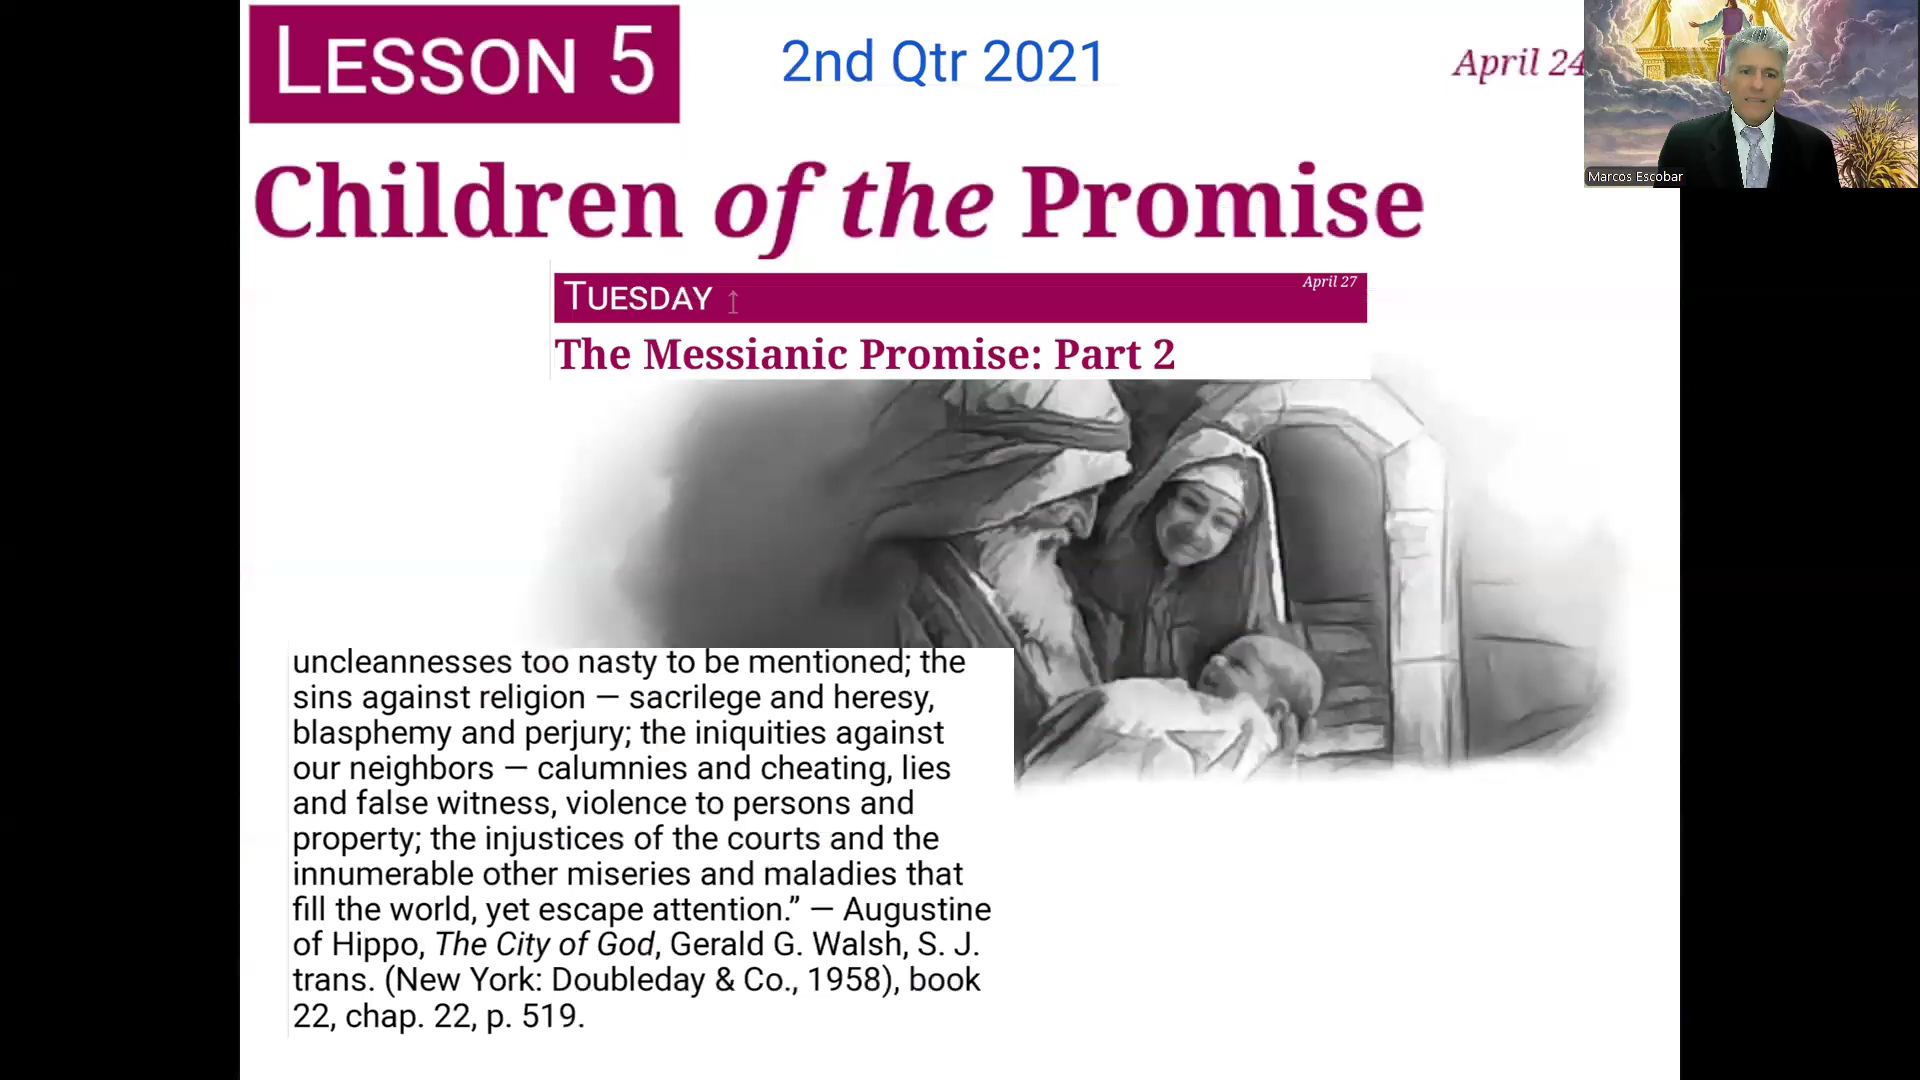 LESSON 5
2nd Qtr 2021
April 24
Marcos Escobar
Children of the Promise
TUESDAY
April 27
The Messianic Promise: Part 2
uncleannesses too nasty to be mentioned; the
sins against religion — sacrilege and heresy,
blasphemy and perjury; the iniquities against
our neighbors — calumnies and cheating, lies
and false witness, violence to persons and
property; the injustices of the courts and the
innumerable other miseries and maladies that
fill the world, yet escape attention.” — Augustine
of Hippo, The City of God, Gerald G. Walsh, S. J.
trans. (New York: Doubleday & Co., 1958), book
22, chap. 22, p. 519.